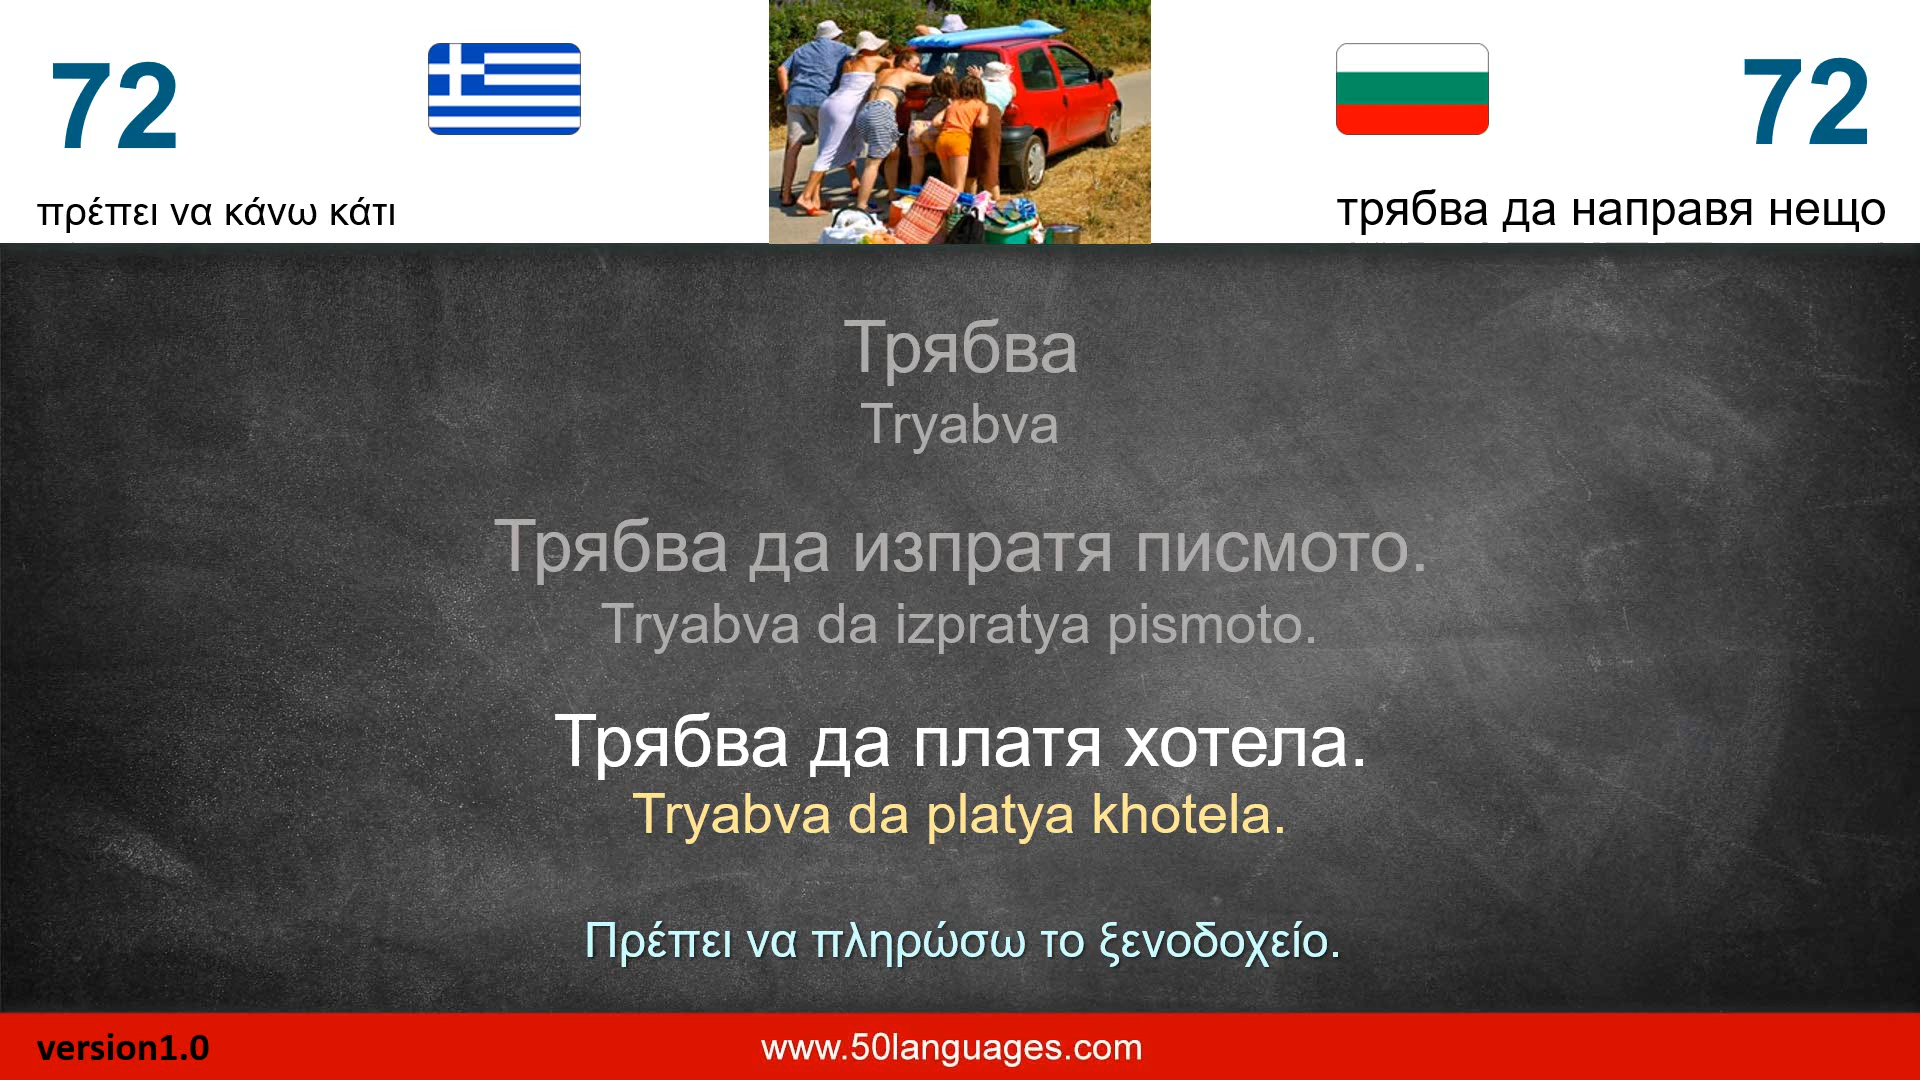 72
72
πρέπει να κάνω κάτι
трябва да направя нещо
Трябва
Tryabva
Трябва да изпратя писмото.
Tryabva da izpratya pismoto.
Трябва да платя хотела.
Tryabva da platya khotela.
Πρέπει να πληρώσω το ξενοδοχείο.
version1.0
www.50languages.com